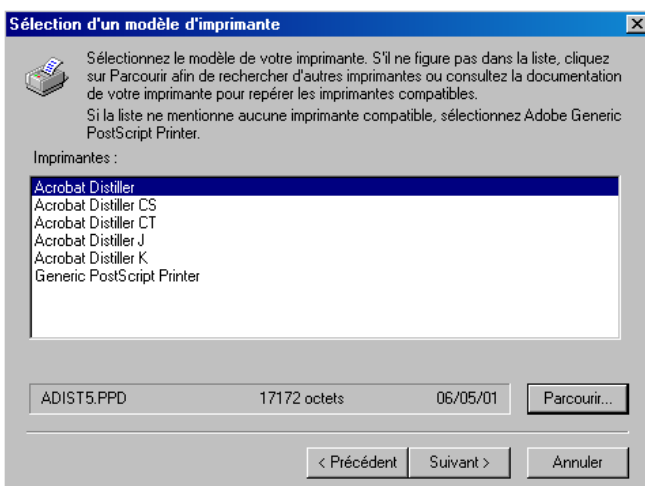 Sélection d'un modèle d'imprimante
Sélectionnez le modèle de votre imprimante. S'il ne figure pas dans la liste, cliquez
sur Parcourir afin de rechercher d'autres imprimantes ou consultez la documentation
de votre imprimante pour repérer les imprimantes compatibles.
Si la liste ne mentionne aucune imprimante compatible, sélectionnez Adobe Generic
PostScript Printer.
Imprimantes :
Acrobat Distiller
Acrobat Distiller CS
Acrobat Distiller CT
Acrobat Distiller J
Acrobat Distiller K
Generic PostScript Printer
ADIST5.PPD 17172 octets 06/05/01 Parcourir...
< Précédent Suivant > Annuler